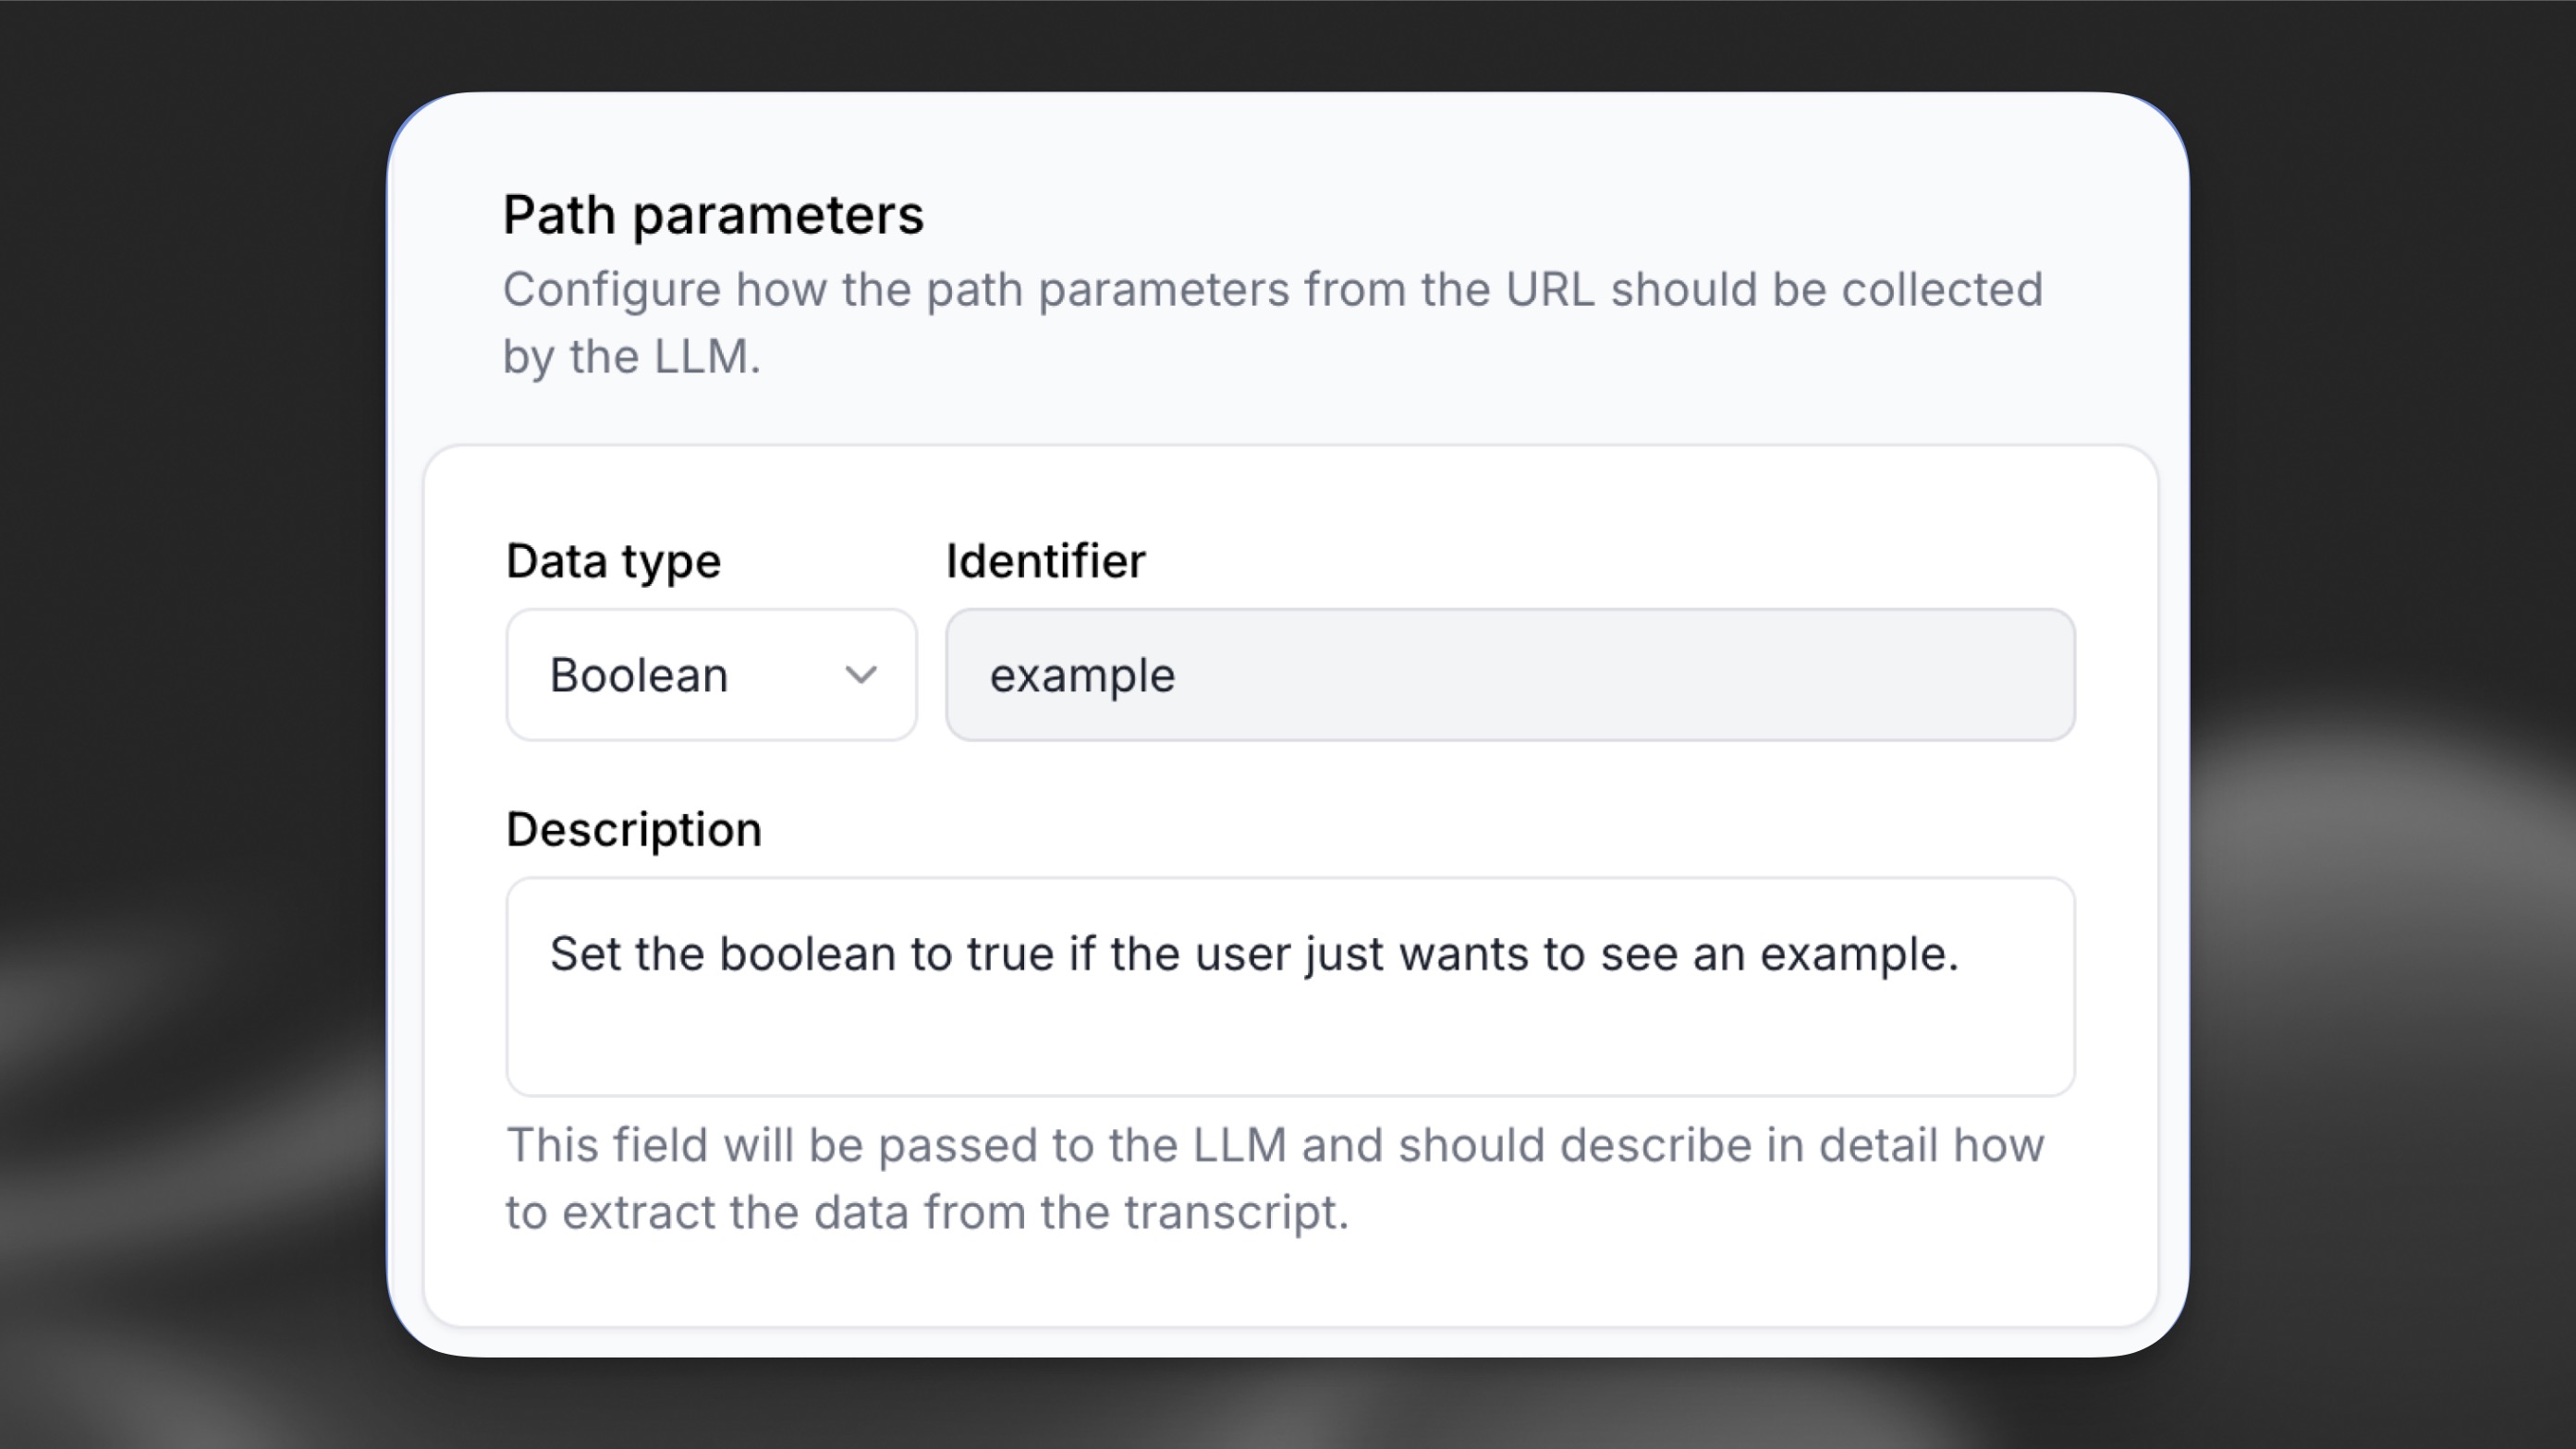 Path parameters
Configure how the path parameters from the URL should be collected
by the LLM.
Data type
Identifier
Boolean
example
Description
Set the boolean to true if the user just wants to see an example.
This field will be passed to the LLM and should describe in detail how
to extract the data from the transcript.